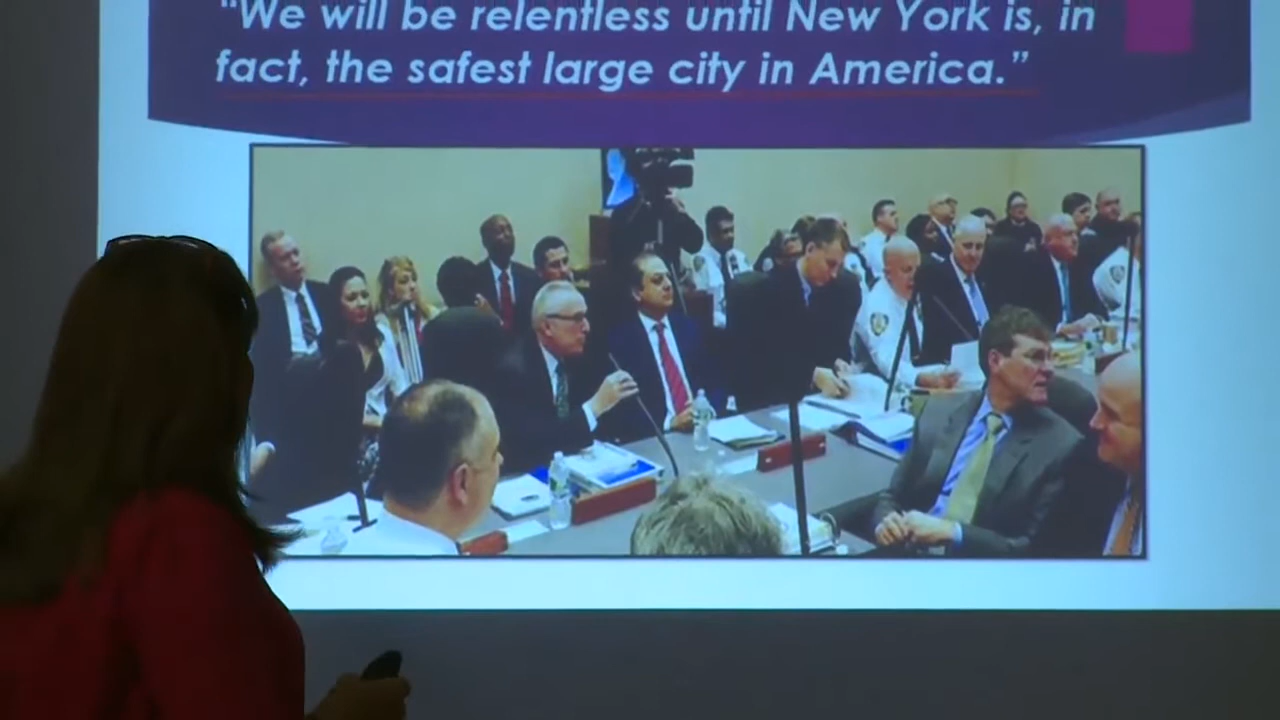 “We will be relentless until New York is, in
fact, the safest large city in America.”